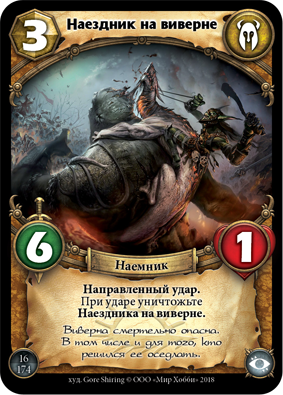 3
Наездник на виверне
6
Наемник
1
Направленный удар.
При ударе уничтожьте
Наездника на виверне.
Виверна смертельно опасна.
В том числе и для того, кто
решился ее оседлать.
16
174
худ. Gore Shiring © ООО «Мир Хобби» 2018